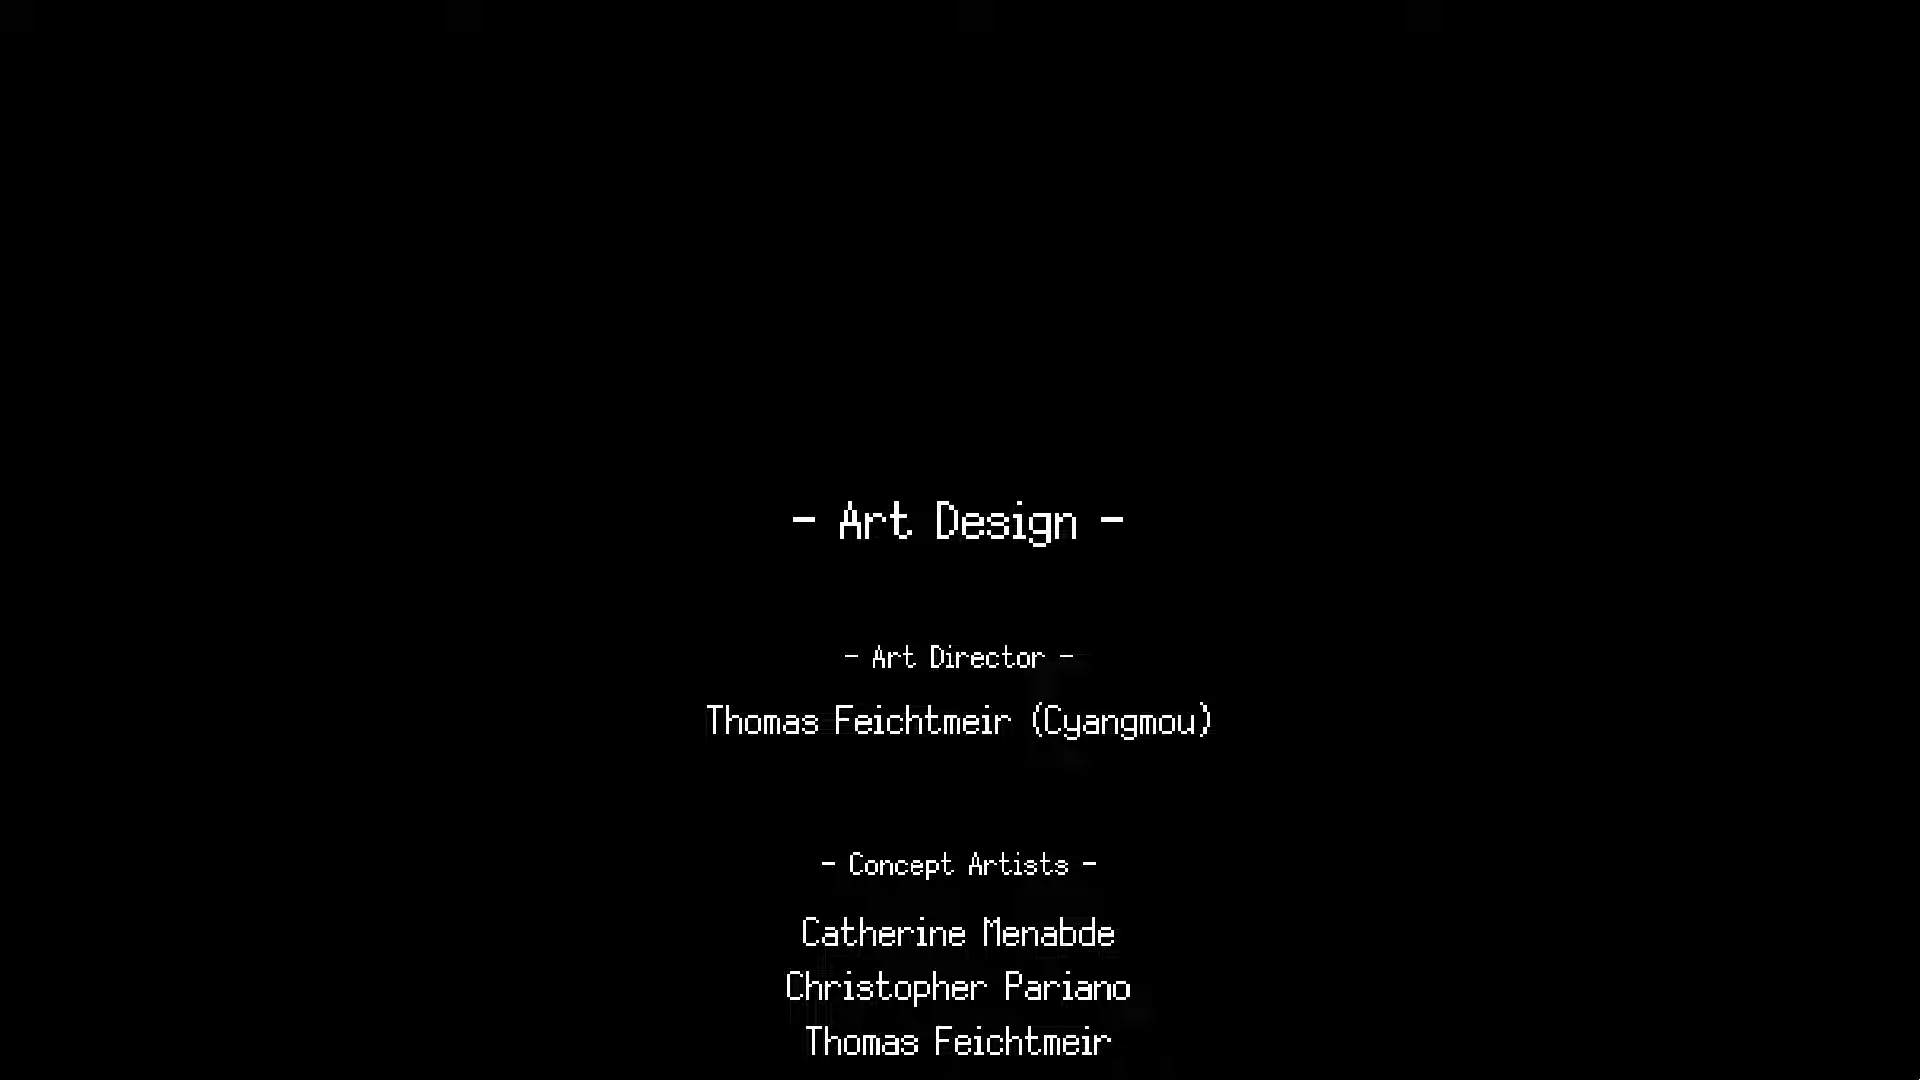 - Art Design -
- Art Director -
Thomas Feichtmeir (Cyangmou)
- Concept Artists -
Catherine Menabde
Christopher Pariano
Thomas Feichtmeir